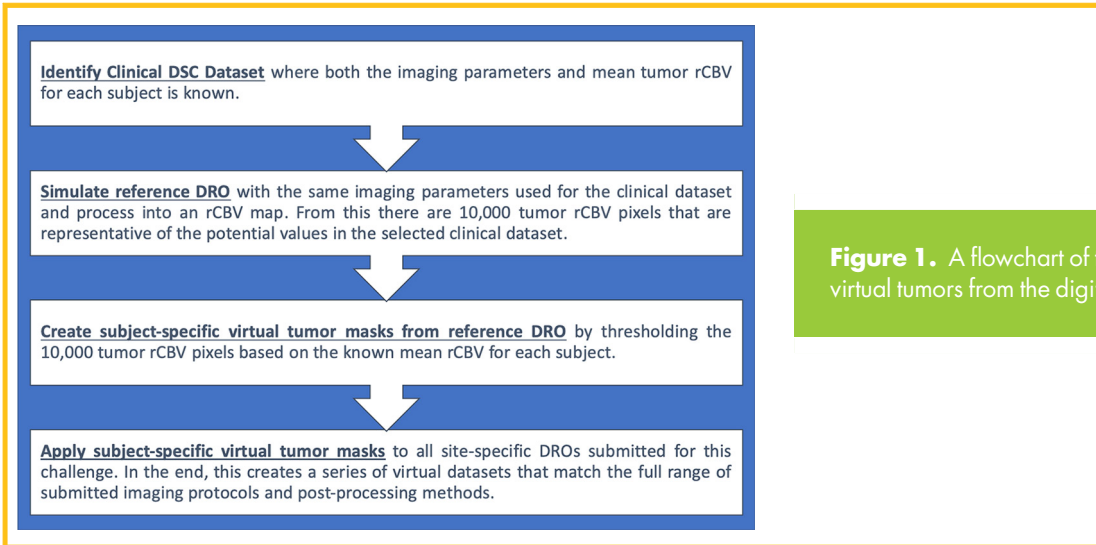 Identify Clinical DSC Dataset where both the imaging parameters and mean tumor rCBV
for each subject is known.
Simulate reference DRO with the same imaging parameters used for the clinical dataset
and process into an rCBV map. From this there are 10,000 tumor rCBV pixels that are
representative of the potential values in the selected clinical dataset.
Create subject-specific virtual tumor masks from reference DRO by thresholding the
10,000 tumor rCBV pixels based on the known mean rCBV for each subject.
Apply subject-specific virtual tumor masks to all site-specific DROs submitted for this
challenge. In the end, this creates a series of virtual datasets that match the full range of
submitted imaging protocols and post-processing methods.
Figure 1. A flowchart of
virtual tumors from the